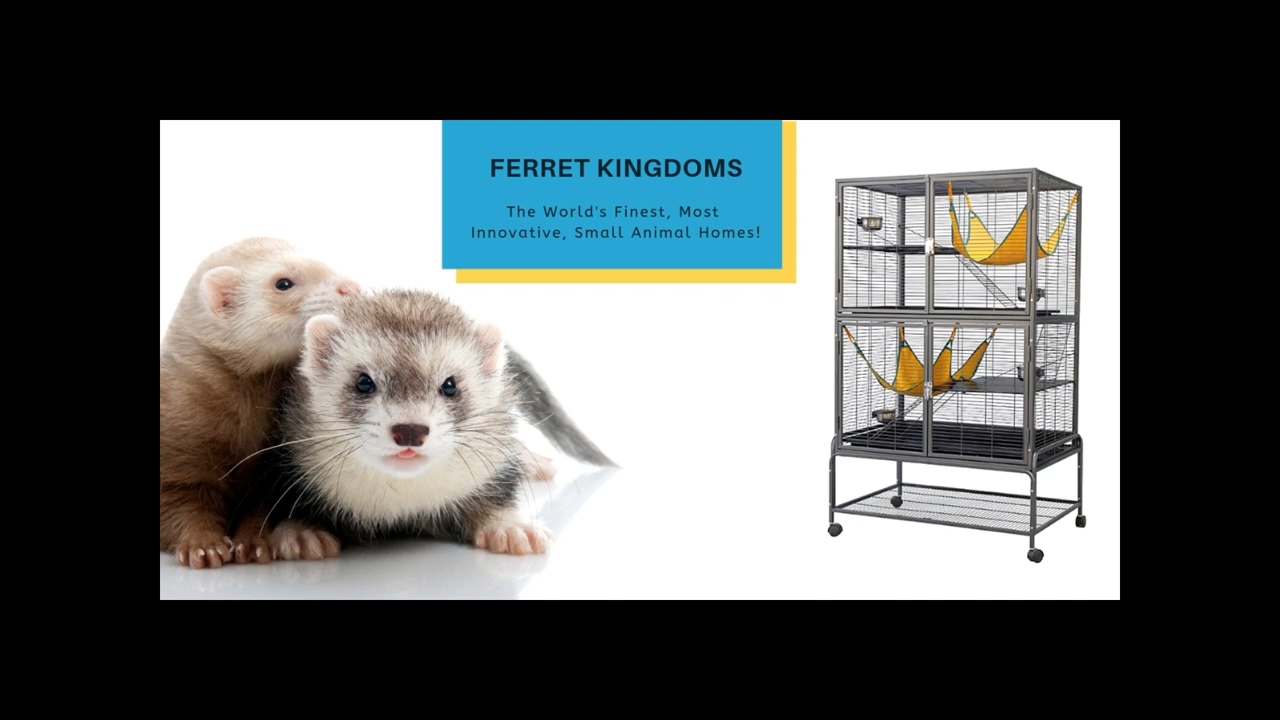 FERRET KINGDOMS
The World's Finest, Most
Innovative, Small Animal Homes!